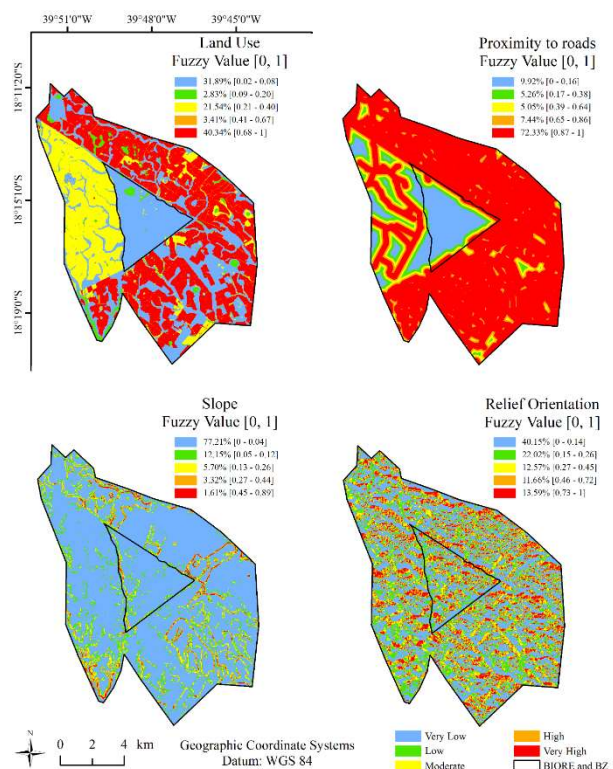 39°51'0"W 39°48'0"W 39°45'0"W
18°11'20"S
18°15'10"S
18°19'0"S
Land Use
Fuzzy Value [0, 1]
31.89% [0.02 - 0.08]
2.83% [0.09 - 0.20]
21.54% [0.21 - 0.40]
3.41% [0.41 - 0.67]
40.34% [0.68 - 1]
Proximity to roads
Fuzzy Value [0, 1]
9.92% [0 - 0.16]
5.26% [0.17 - 0.38]
5.05% [0.39 - 0.64]
7.44% [0.65 - 0.86]
72.33% [0.87 - 1]
Slope
Fuzzy Value [0, 1]
77.21% [0 - 0.04]
12.15% [0.05 - 0.12]
5.70% [0.13 - 0.26]
3.32% [0.27 - 0.44]
1.61% [0.45 - 0.89]
Relief Orientation
Fuzzy Value [0, 1]
40.15% [0 - 0.14]
22.02% [0.15 - 0.26]
12.57% [0.27 - 0.45]
11.66% [0.46 - 0.72]
13.59% [0.73 - 1]
N
0 2 4 km
Geographic Coordinate Systems
Datum: WGS 84
Very Low
Low
Moderate
High
Very High
BIORE and BZ